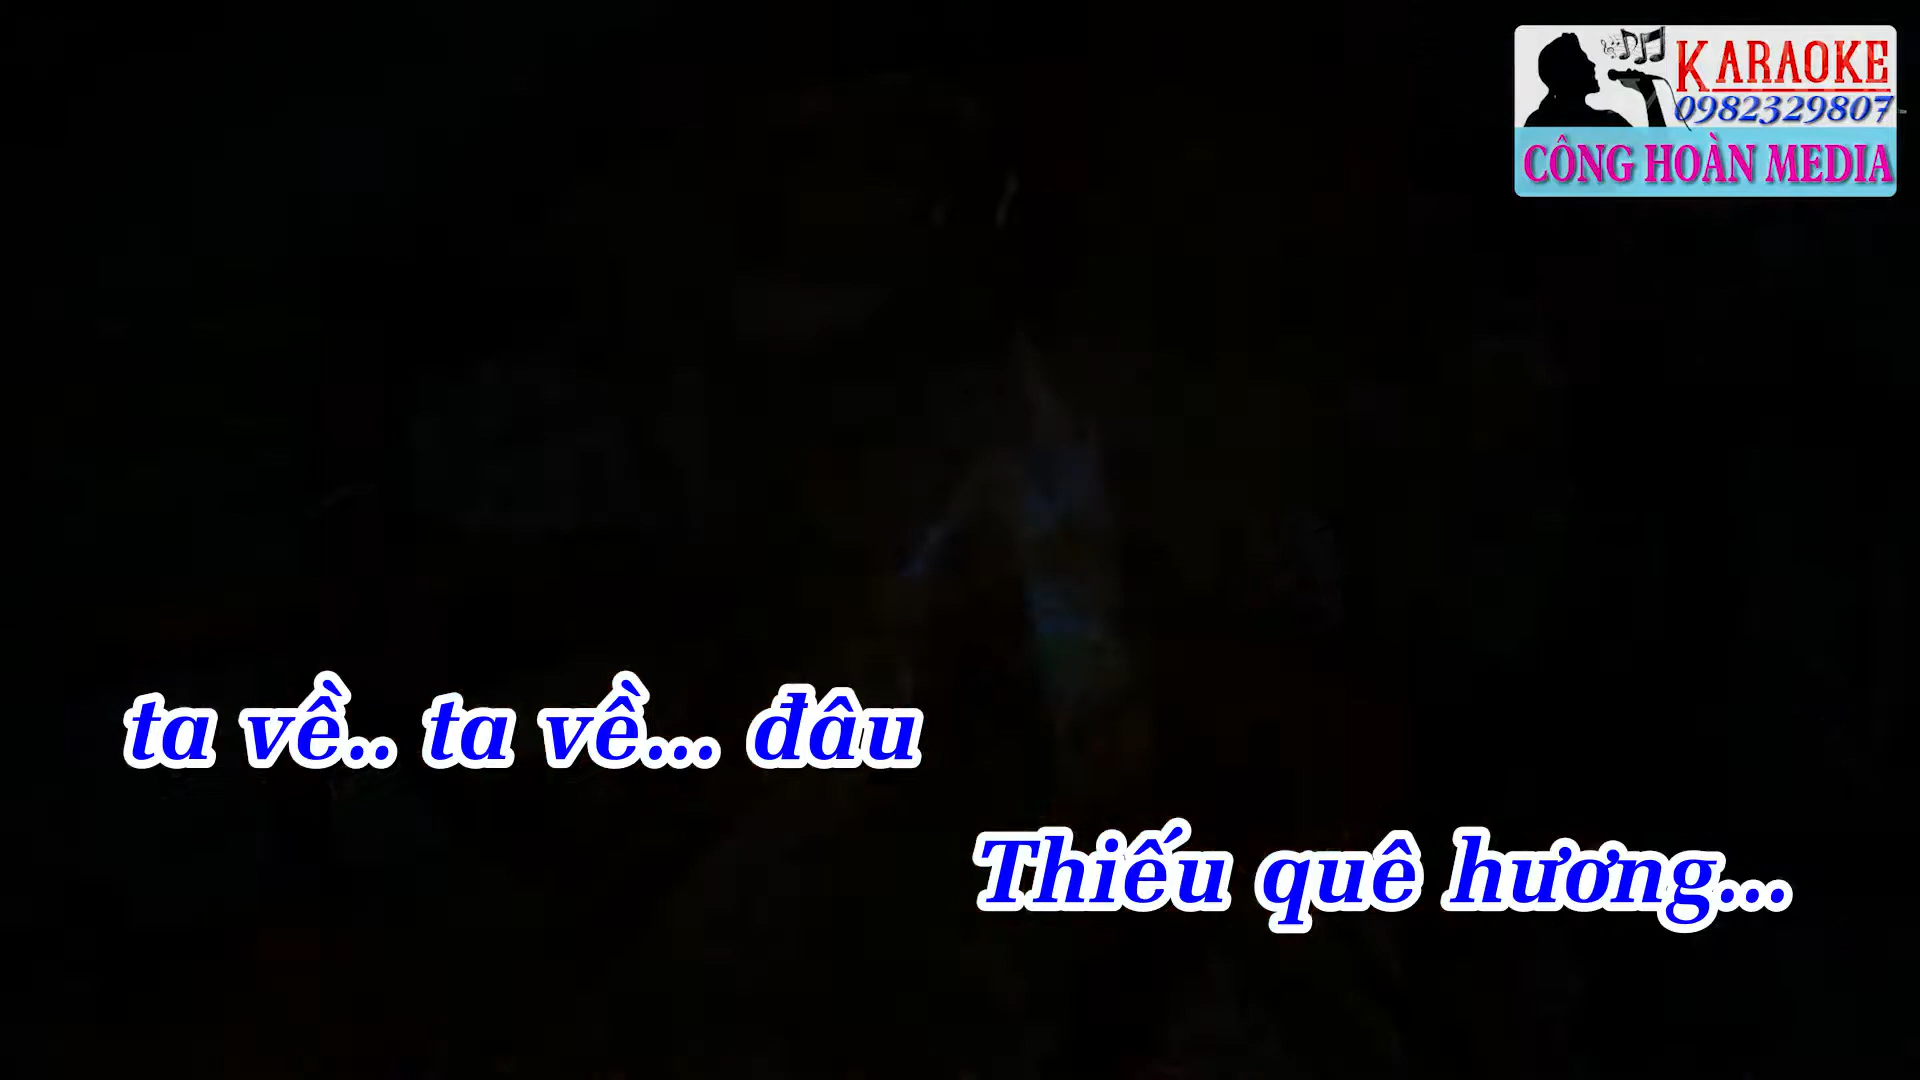 KARAOKE
0982329807
CÔNG HOÀN MEDIA
ta về.. ta về... đâu
Thiếu quê hương...